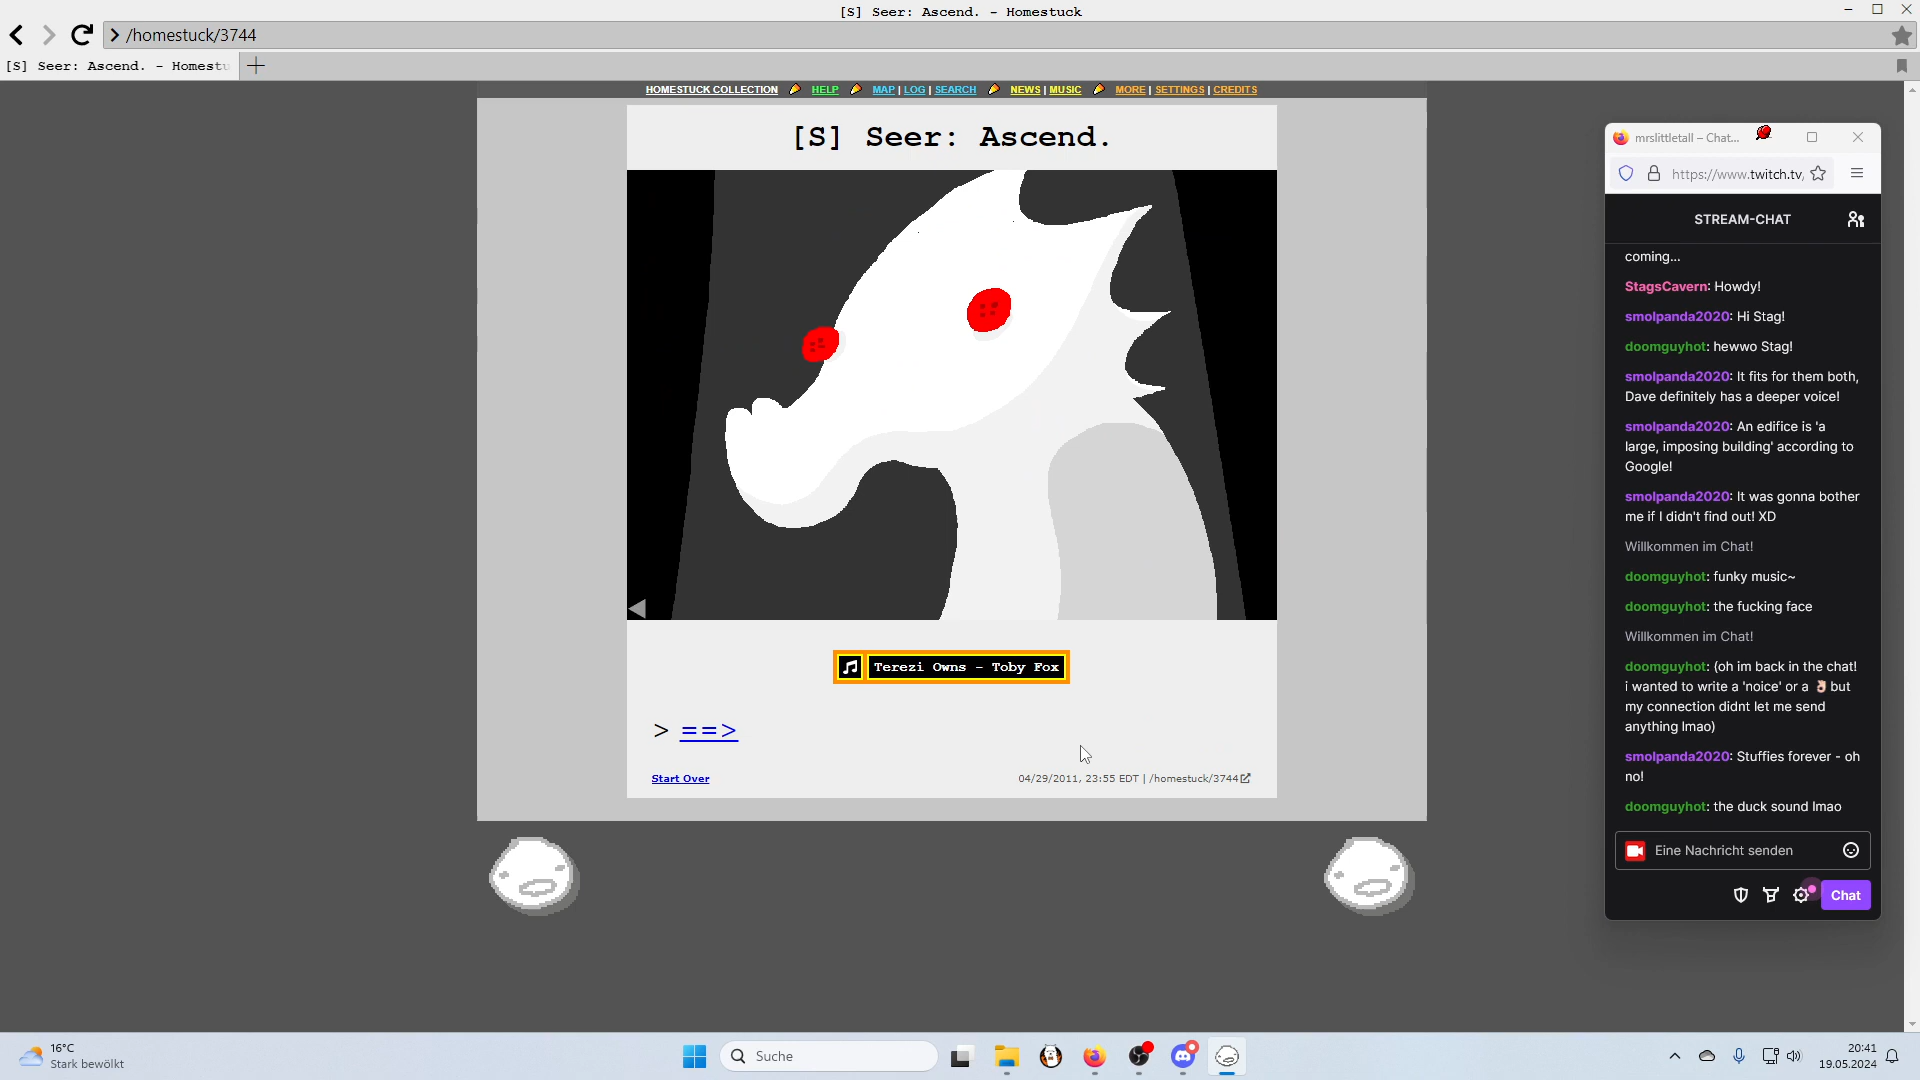 [S] Seer: Ascend. - Homestuck
/homestuck/3744
[S] Seer: Ascend. - Homestu
HOMESTUCK COLLECTION HELP MAP | LOG | SEARCH NEWS | MUSIC MORE | SETTINGS | CREDITS
[S] Seer: Ascend.
Terezi Owns - Toby Fox
> ==>
Start Over
04/29/2011, 23:55 EDT | /homestuck/3744
mrslittletall – Chat...
https://www.twitch.tv
STREAM-CHAT
coming...
StagsCavern: Howdy!
smolpanda2020: Hi Stag!
doomguyhot: hewwo Stag!
smolpanda2020: It fits for them both,
Dave definitely has a deeper voice!
smolpanda2020: An edifice is 'a
large, imposing building' according to
Google!
smolpanda2020: It was gonna bother
me if I didn't find out! XD
Willkommen im Chat!
doomguyhot: funky music~
doomguyhot: the fucking face
Willkommen im Chat!
doomguyhot: (oh im back in the chat!
i wanted to write a 'noice' or a 👌🏻 but
my connection didnt let me send
anything lmao)
smolpanda2020: Stuffies forever - oh
no!
doomguyhot: the duck sound lmao
Eine Nachricht senden
Chat
16°C
Stark bewölkt
Suche
20:41
19.05.2024